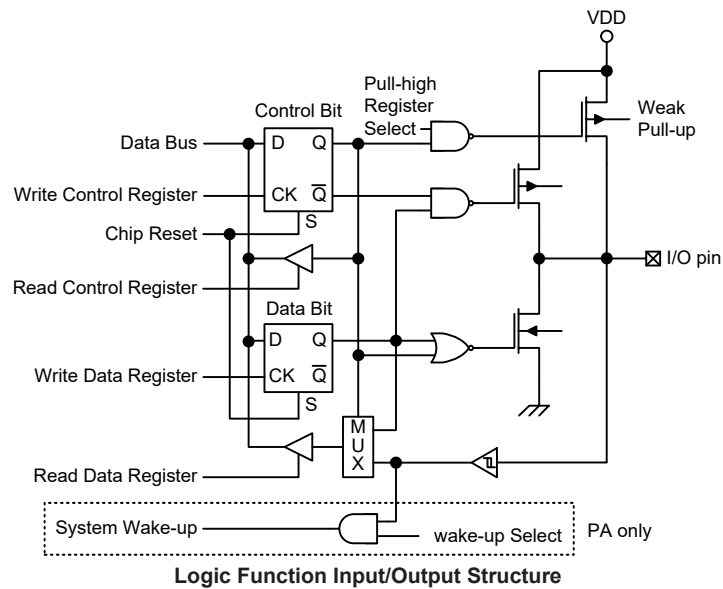 VDD
Pull-high
Register
Select
Weak
Pull-up
Control Bit
Data Bus
D
Q
Write Control Register
CK
Q
S
Chip Reset
I/O pin
Read Control Register
Data Bit
D
Q
Write Data Register
CK
Q
S
M
U
X
Read Data Register
System Wake-up
wake-up Select
PA only
Logic Function Input/Output Structure